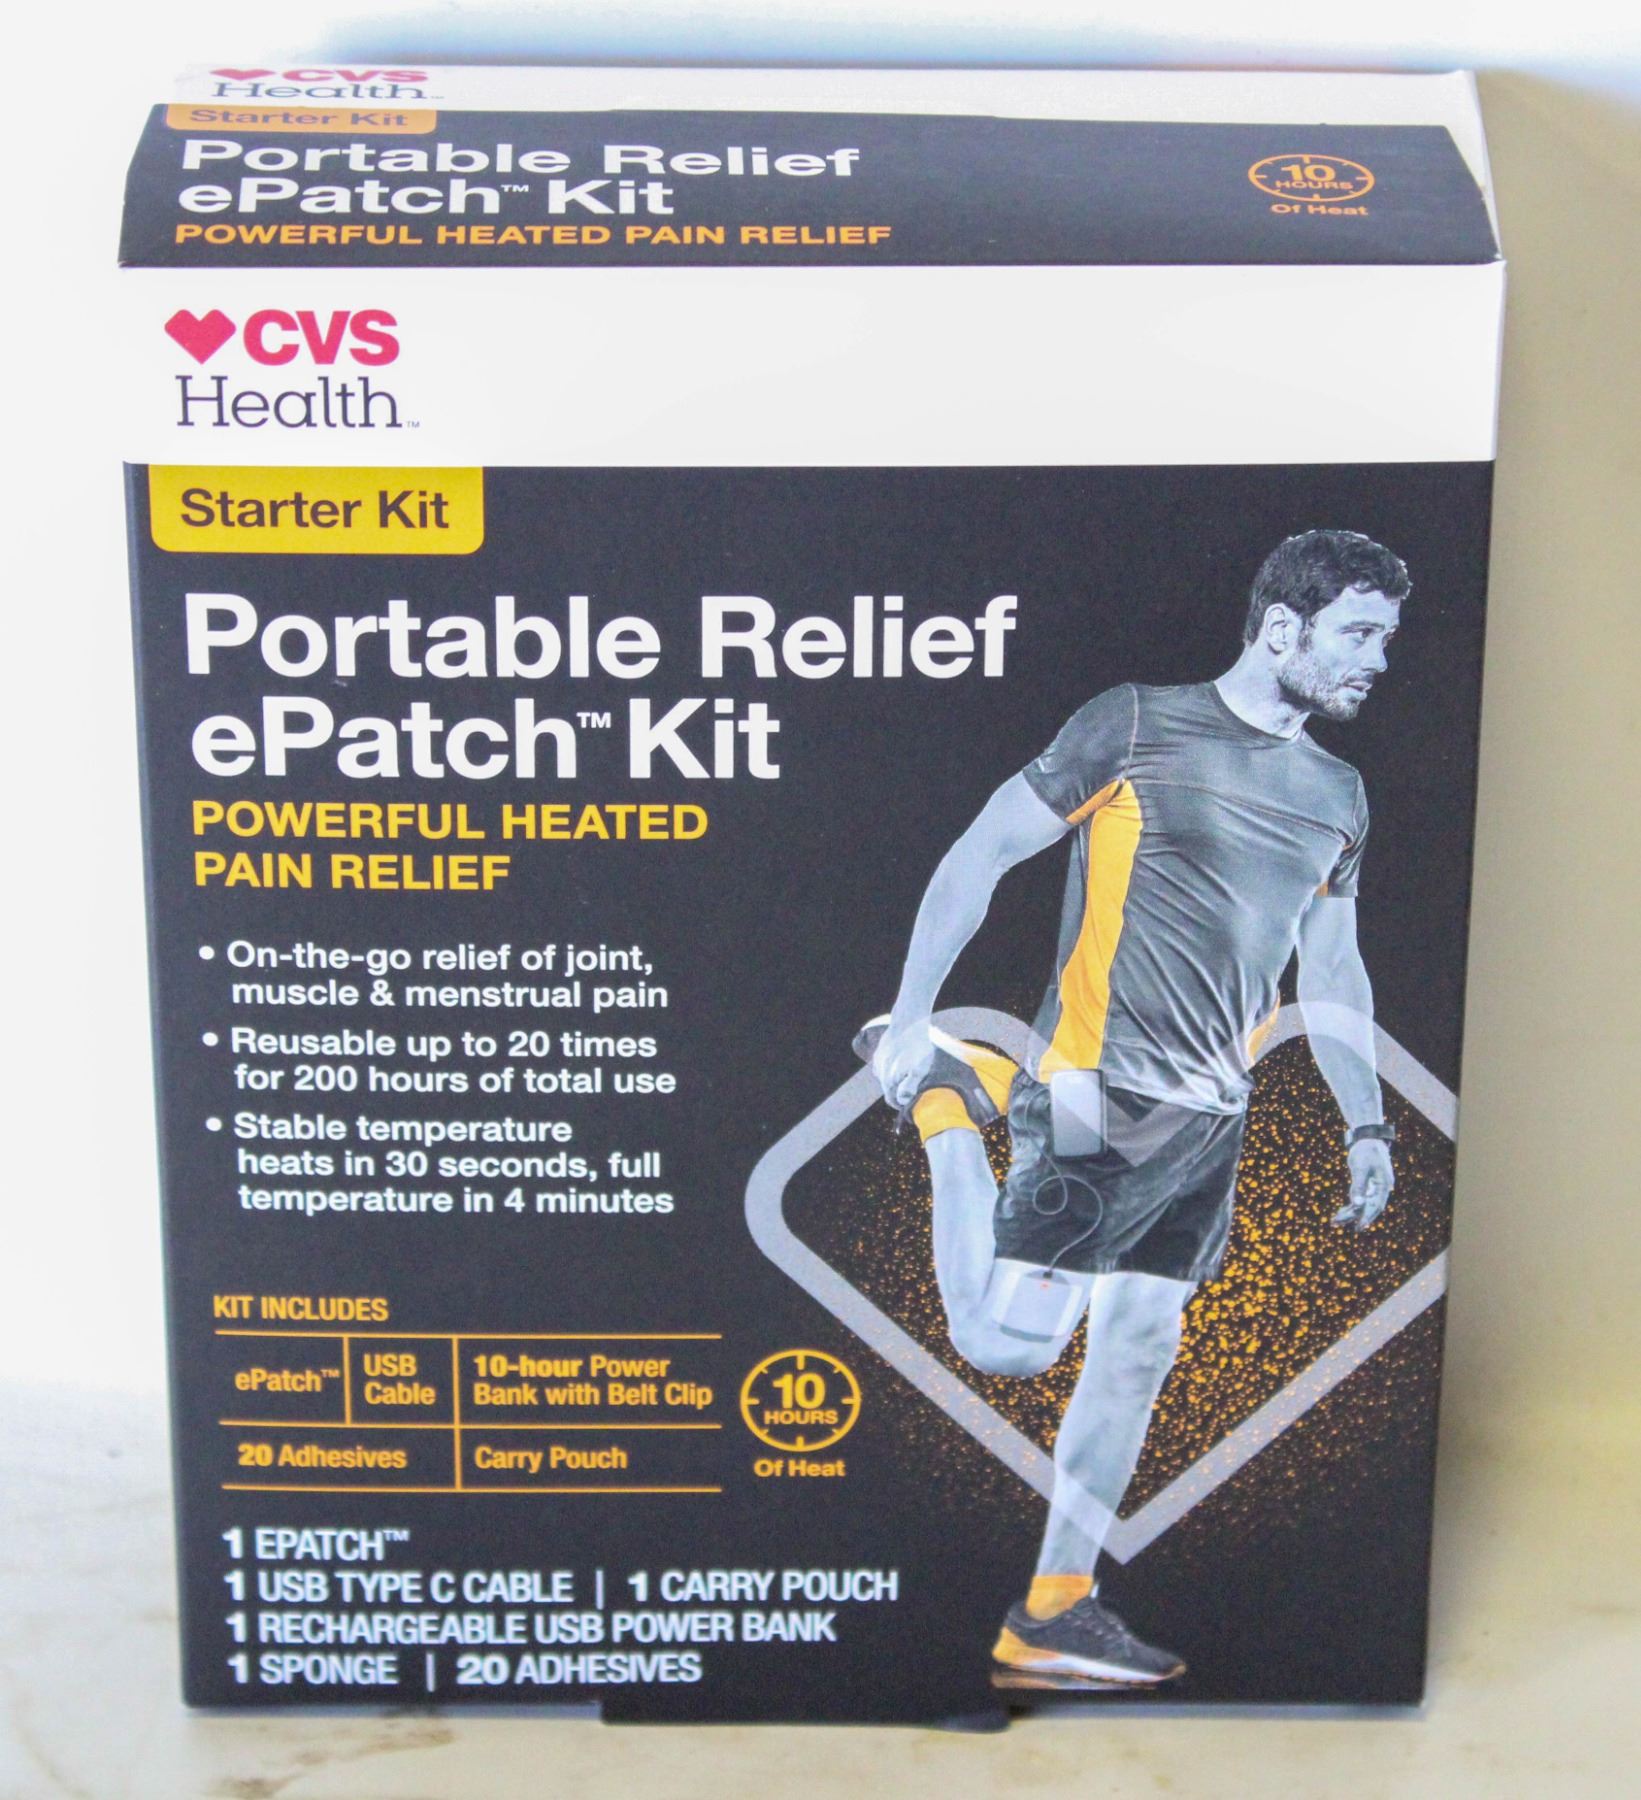 CVS
Health™
Starter Kit
Portable Relief
ePatch™ Kit
POWERFUL HEATED PAIN RELIEF
10
HOURS
Of Heat
CVS
Health™
Starter Kit
Portable Relief
ePatch™ Kit
POWERFUL HEATED
PAIN RELIEF
• On-the-go relief of joint,
muscle & menstrual pain
• Reusable up to 20 times
for 200 hours of total use
• Stable temperature
heats in 30 seconds, full
temperature in 4 minutes
KIT INCLUDES
ePatch™
USB
Cable
10-hour Power
Bank with Belt Clip
20 Adhesives
Carry Pouch
10
HOURS
Of Heat
1 EPATCH™
1 USB TYPE C CABLE | 1 CARRY POUCH
1 RECHARGEABLE USB POWER BANK
1 SPONGE | 20 ADHESIVES